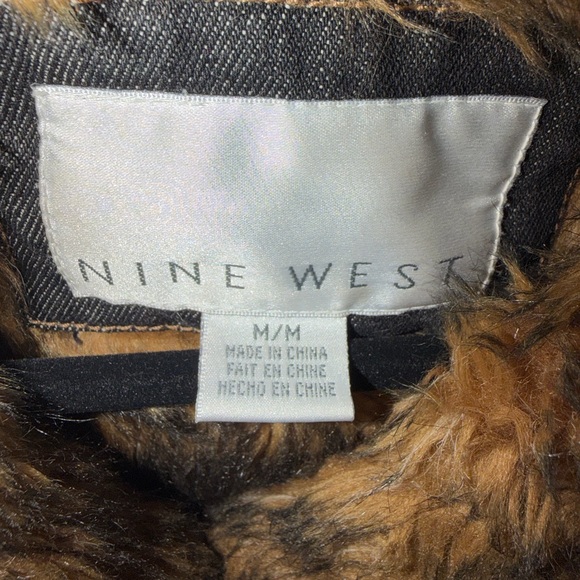 NINE WEST
M/M
MADE IN CHINA
FAIT EN CHINE
HECHO EN CHINE